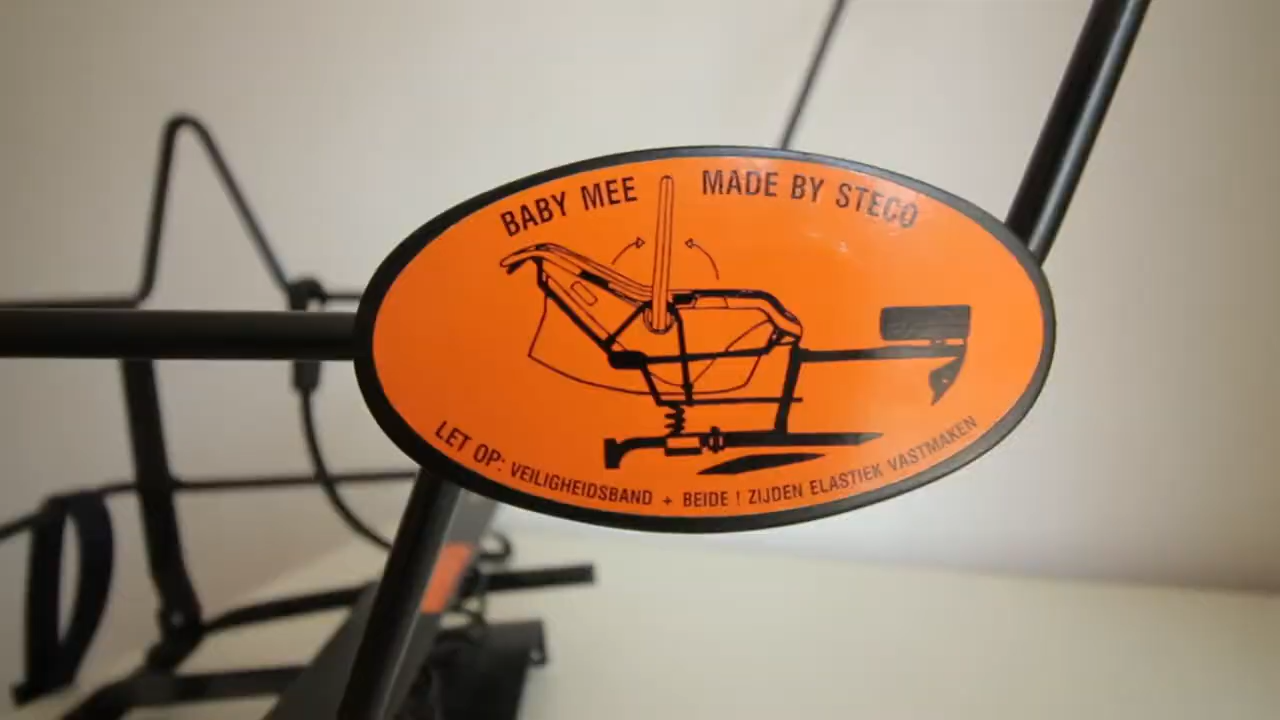 BABY MEE MADE BY STECO
LET OP: VEILIGHEIDSBAND + BEIDE ! ZIJDEN ELASTIEK VASTMAKEN